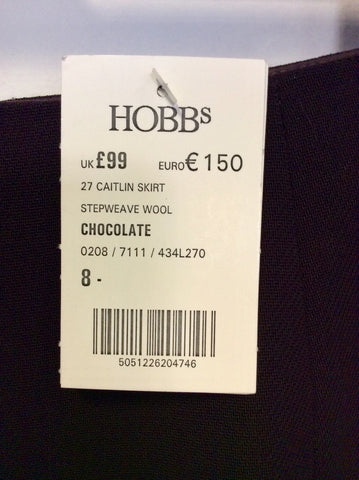 HOBBS
UK £99 EURO € 150
27 CAITLIN SKIRT
STEPWEAVE WOOL
CHOCOLATE
0208 / 7111 / 434L270
8 -
5051226204746